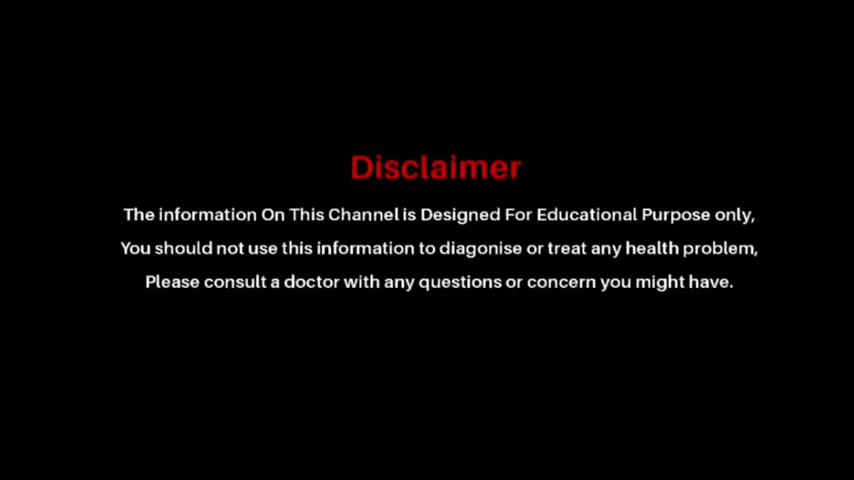 Disclaimer
The information On This Channel is Designed For Educational Purpose only,
You should not use this information to diagonise or treat any health problem,
Please consult a doctor with any questions or concern you might have.